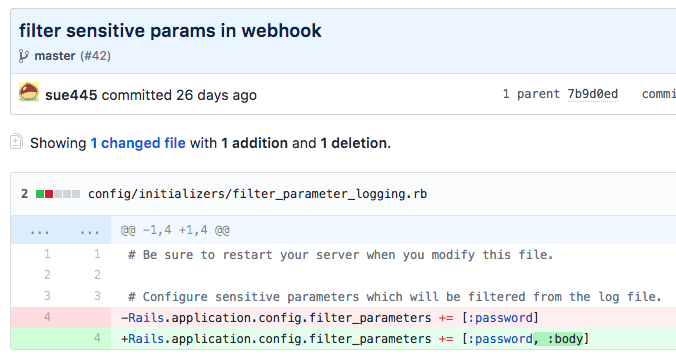 filter sensitive params in webhook
master (#42)
sue445 committed 26 days ago 1 parent 7b9d0ed commi
Showing 1 changed file with 1 addition and 1 deletion.
2 config/initializers/filter_parameter_logging.rb
... ... @@ -1,4 +1,4 @@
1 1 # Be sure to restart your server when you modify this file.
2 2
3 3 # Configure sensitive parameters which will be filtered from the log file.
4 -Rails.application.config.filter_parameters += [:password]
4 +Rails.application.config.filter_parameters += [:password, :body]